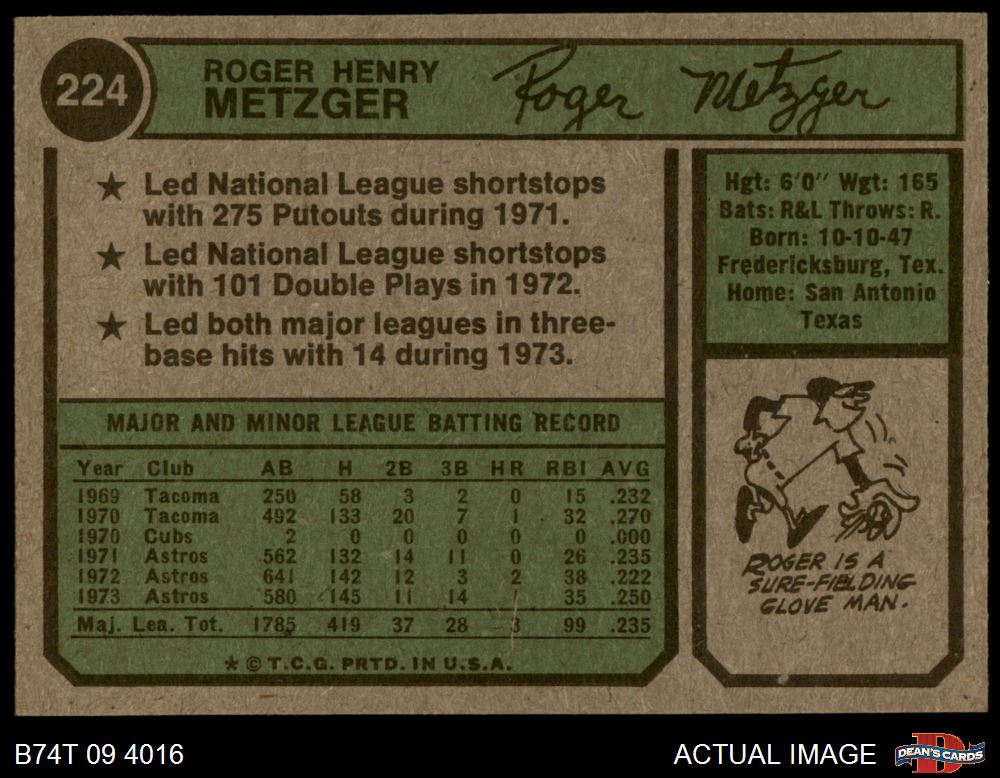 224
ROGER HENRY
METZGER
Roger Metzger
★ Led National League shortstops
with 275 Putouts during 1971.
★ Led National League shortstops
with 101 Double Plays in 1972.
★ Led both major leagues in three-
base hits with 14 during 1973.
Hgt: 6'0" Wgt: 165
Bats: R&L Throws: R.
Born: 10-10-47
Fredericksburg, Tex.
Home: San Antonio
Texas
MAJOR AND MINOR LEAGUE BATTING RECORD
Year Club AB H 2B 3B HR RBI AVG
1969 Tacoma 250 58 3 2 0 15 .232
1970 Tacoma 492 133 20 7 1 32 .270
1970 Cubs 2 0 0 0 0 0 .000
1971 Astros 562 132 14 11 0 26 .235
1972 Astros 641 142 12 3 2 38 .222
1973 Astros 580 145 11 14 1 35 .250
Maj. Lea. Tot. 1785 419 37 28 3 99 .235
★ © T.C.G. PRTD. IN U.S.A.
ROGER IS A
SURE-FIELDING
GLOVE MAN.
B74T 09 4016
ACTUAL IMAGE
DEAN'S CARDS